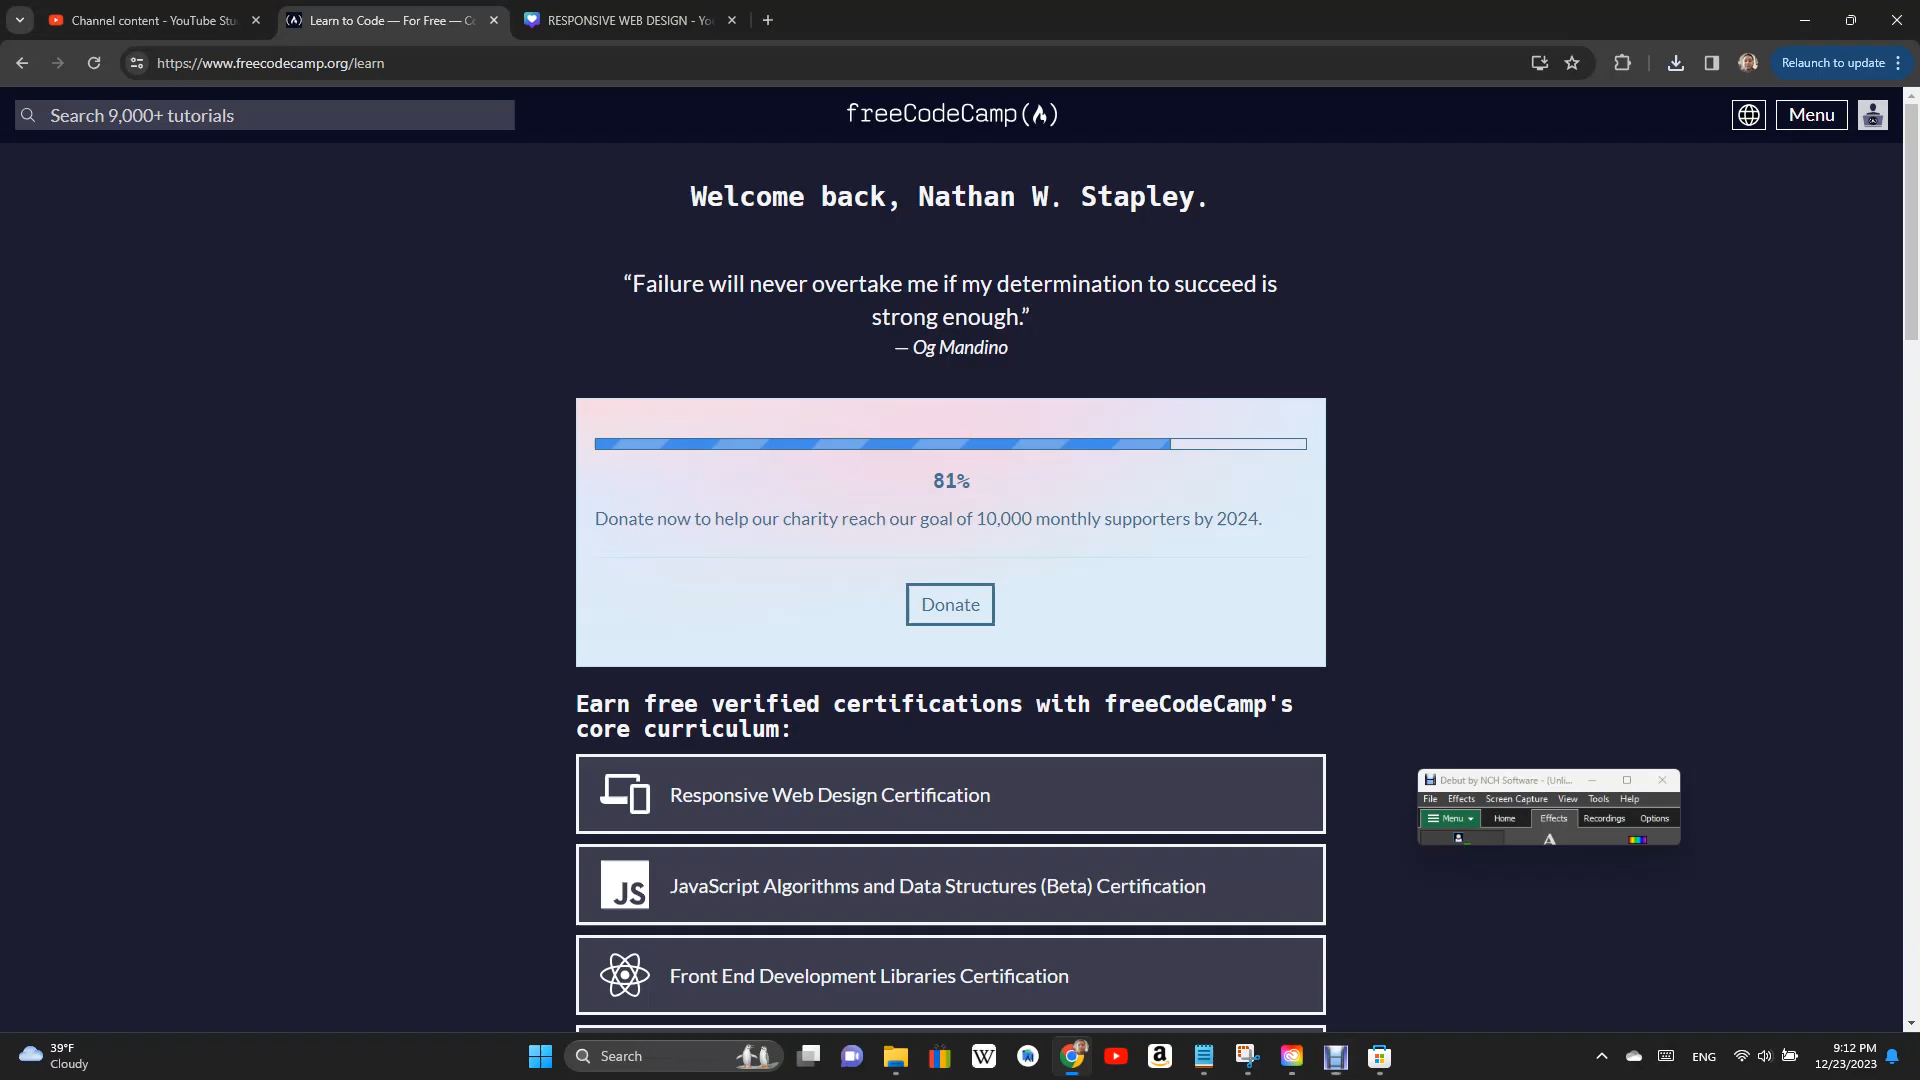 Channel content - YouTube Stu
Learn to Code — For Free — Co
RESPONSIVE WEB DESIGN - Yo
https://www.freecodecamp.org/learn
Relaunch to update
Search 9,000+ tutorials
freeCodeCamp
Menu
Welcome back, Nathan W. Stapley.
“Failure will never overtake me if my determination to succeed is
strong enough.”
— Og Mandino
81%
Donate now to help our charity reach our goal of 10,000 monthly supporters by 2024.
Donate
Earn free verified certifications with freeCodeCamp's
core curriculum:
Responsive Web Design Certification
JS
JavaScript Algorithms and Data Structures (Beta) Certification
Front End Development Libraries Certification
Debut by NCH Software - (Unli...
File Effects Screen Capture View Tools Help
Menu Home Effects Recordings Options
A
39°F
Cloudy
Search
W
a
ENG
9:12 PM
12/23/2023